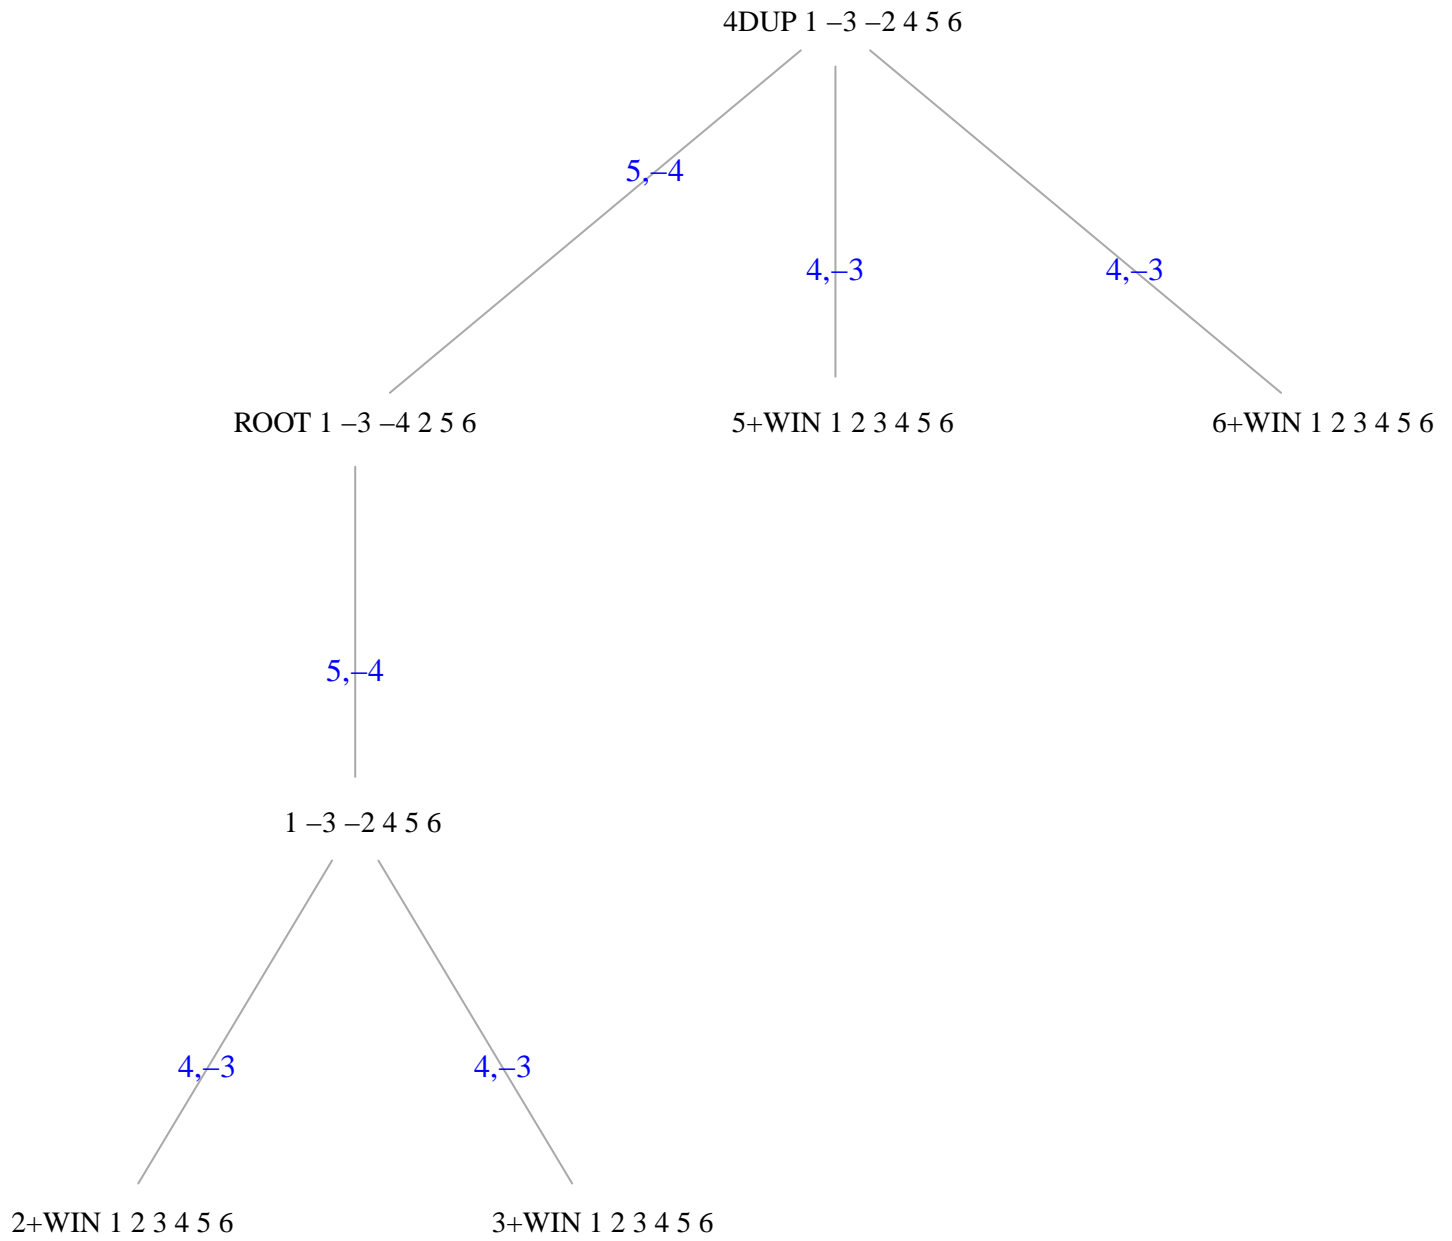 4DUP 1 –3 –2 4 5 6
5,–4
4,–3
4,–3
ROOT 1 –3 –4 2 5 6
5+WIN 1 2 3 4 5 6
6+WIN 1 2 3 4 5 6
5,–4
1 –3 –2 4 5 6
4,–3
4,–3
2+WIN 1 2 3 4 5 6
3+WIN 1 2 3 4 5 6